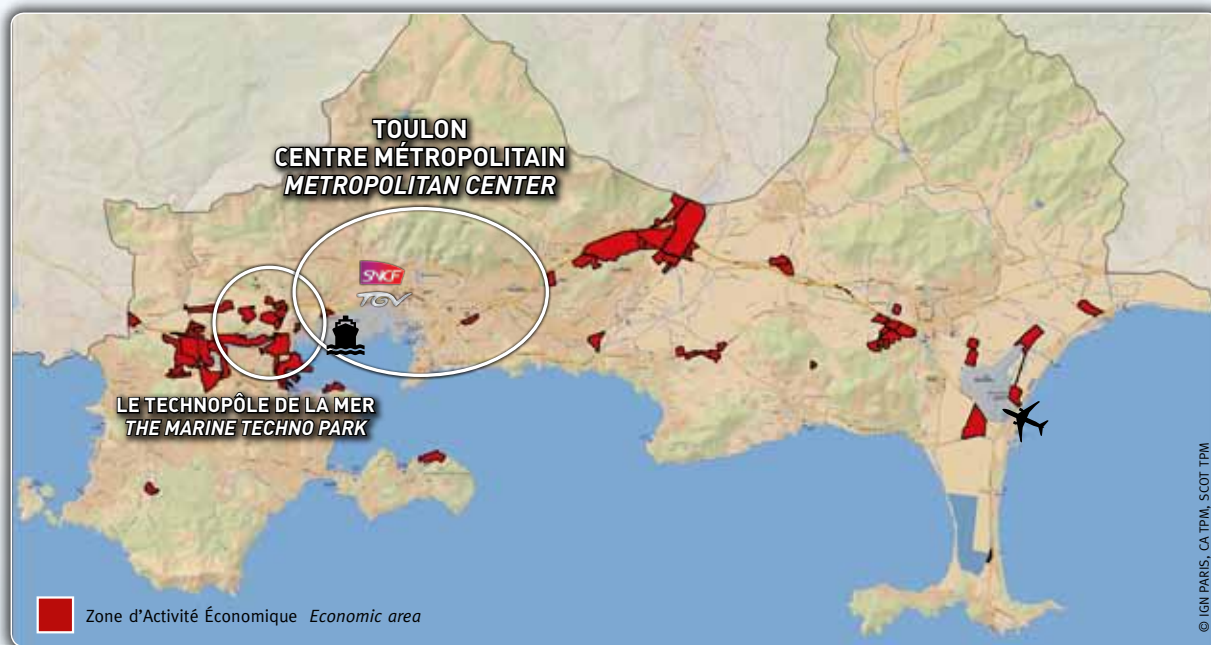 TOULON
CENTRE MÉTROPOLITAIN
METROPOLITAN CENTER
SNCF
TGV
LE TECHNOPÔLE DE LA MER
THE MARINE TECHNO PARK
Zone d'Activité Économique Economic area
© IGN PARIS, CA TPM, SCOT TPM